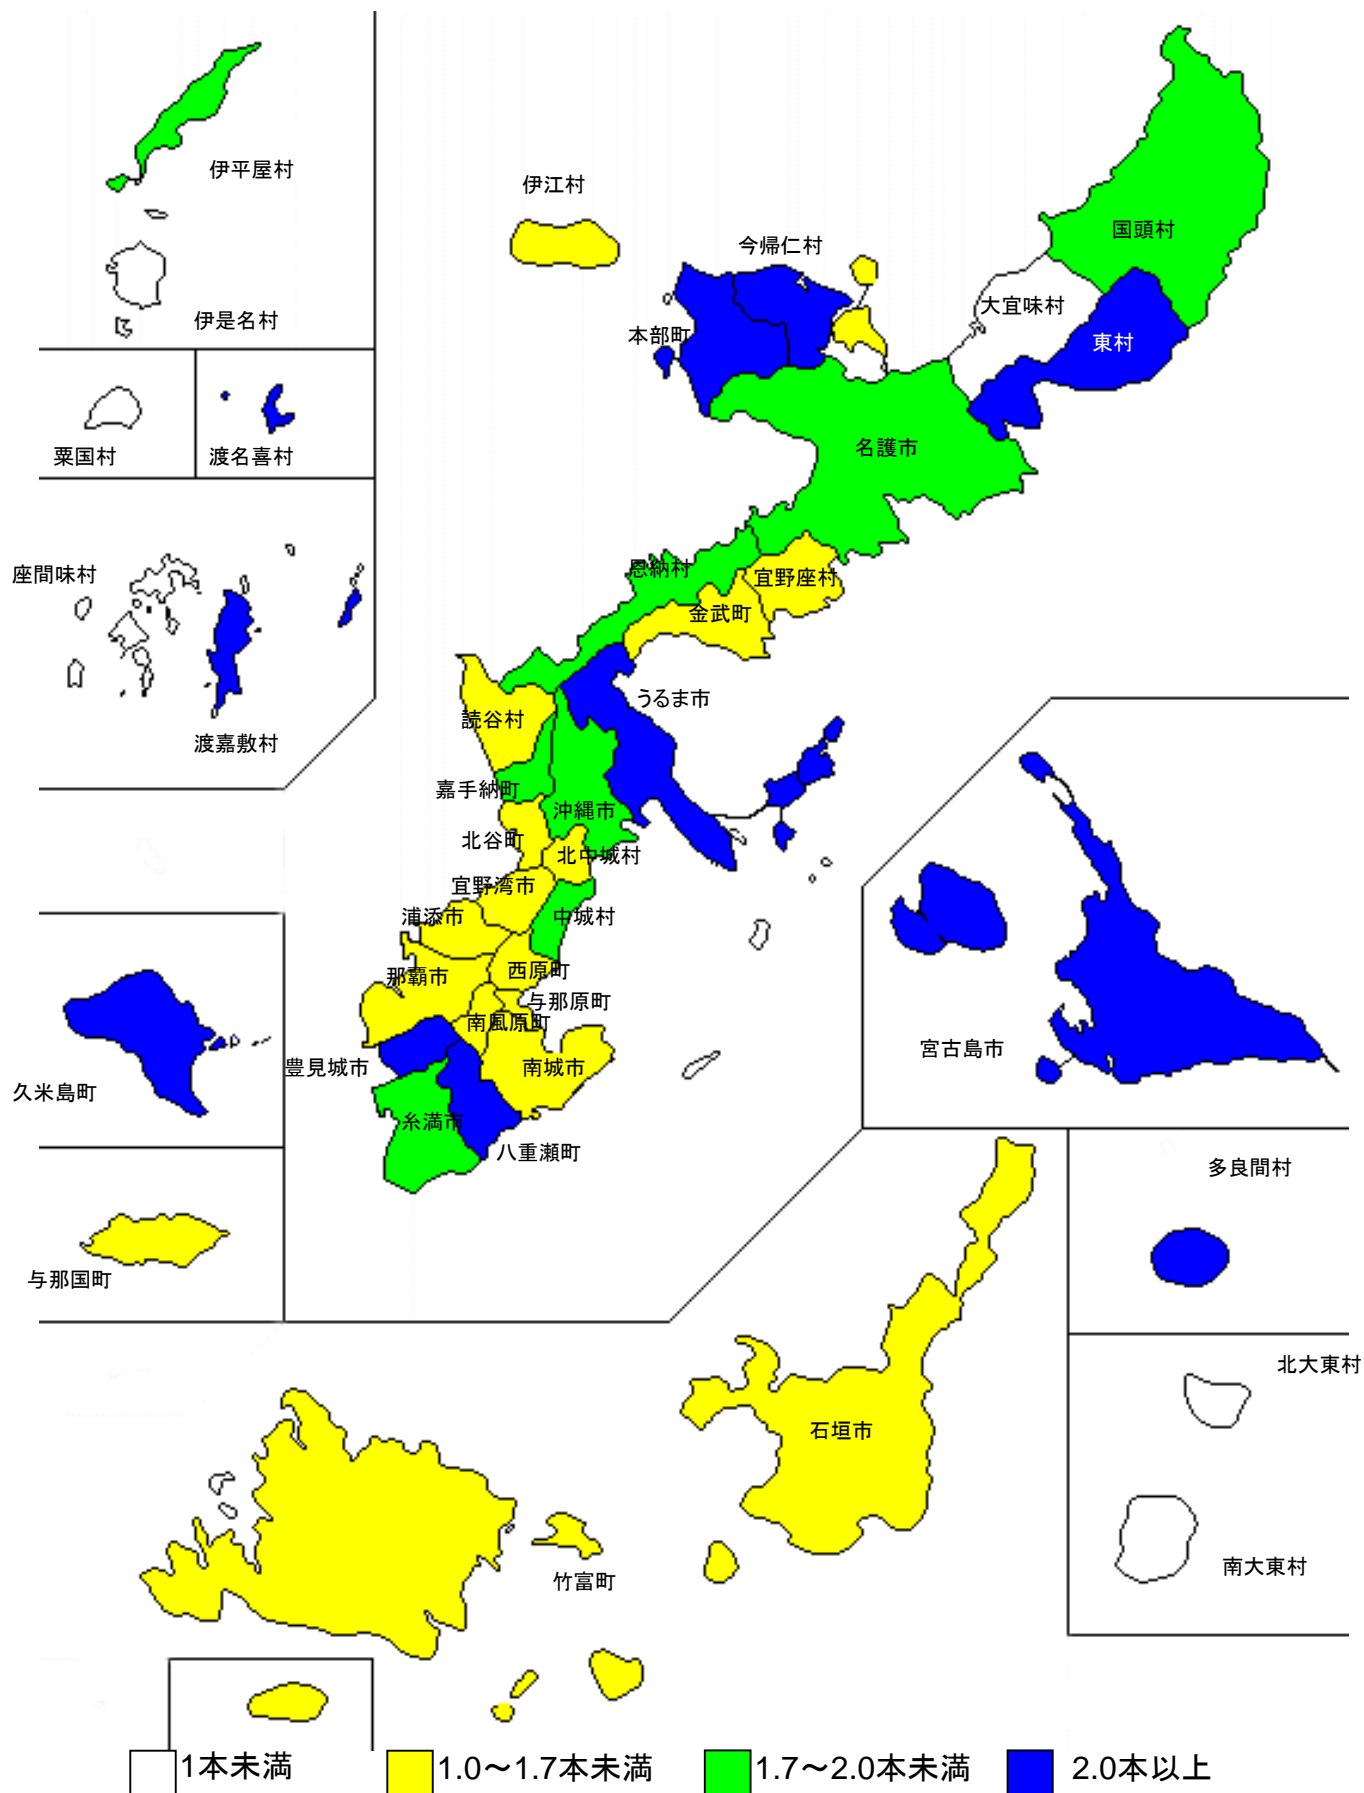 伊平屋村
伊江村
国頭村
今帰仁村
大宜味村
伊是名村
本部町
東村
名護市
粟国村
渡名喜村
恩納村
座間味村
宜野座村
金武町
うるま市
読谷村
渡嘉敷村
嘉手納町
沖縄市
北谷町
北中城村
宜野湾市
浦添市
中城村
西原町
那覇市
与那原町
南風原町
宮古島市
豊見城市
南城市
久米島町
糸満市
八重瀬町
多良間村
与那国町
北大東村
石垣市
南大東村
竹富町
1本未満
1.0～1.7本未満
1.7～2.0本未満
2.0本以上